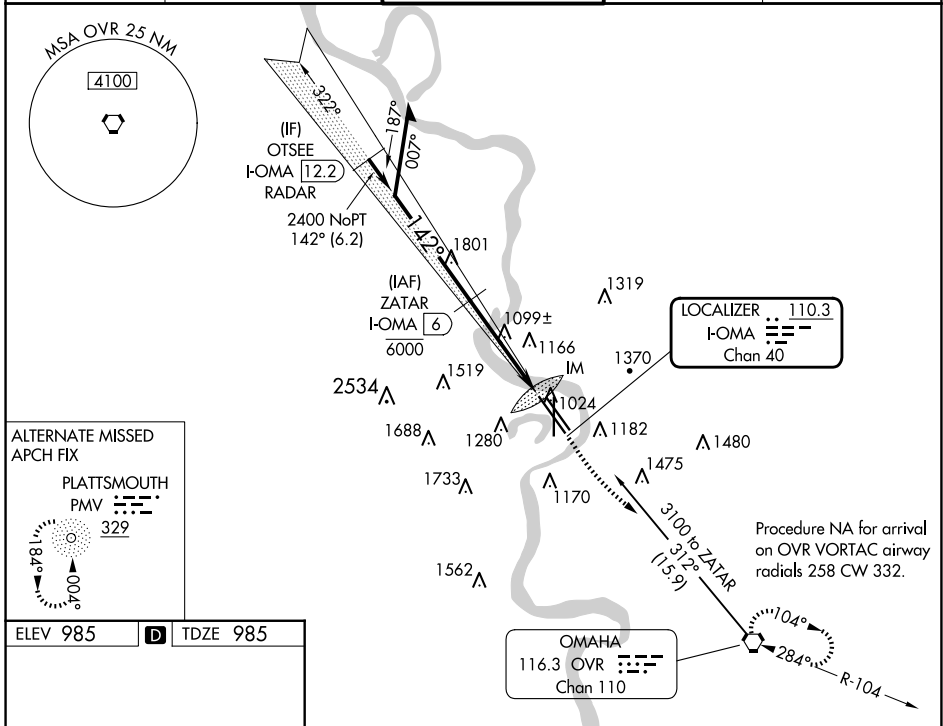 MSA OVR 25 NM
4100
322°
187°
007°
(IF)
OTSEE
I-OMA 12.2
RADAR
2400 NoPT
142° (6.2)
142°
1801
(IAF)
ZATAR
I-OMA 6
6000
1319
1099±
1166
LOCALIZER 110.3
I-OMA
Chan 40
IM
1370
1519
2534
1024
1688
1280
1182
1480
1733
1170
1475
1562
3100 to ZATAR
312°
(15.9)
Procedure NA for arrival
on OVR VORTAC airway
radials 258 CW 332.
ALTERNATE MISSED
APCH FIX
PLATTSMOUTH
PMV
329
184°
004°
OMAHA
116.3 OVR
Chan 110
104°
284°
R-104
ELEV 985 D TDZE 985